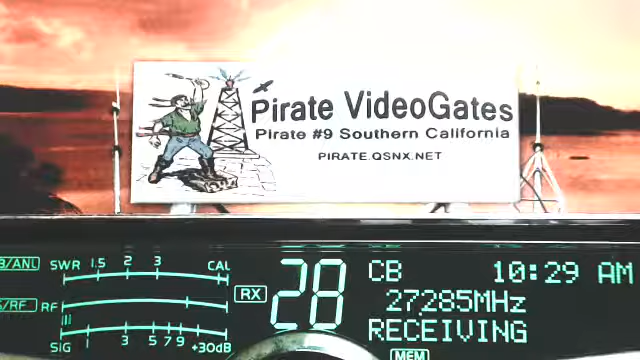 Pirate VideoGates
Pirate #9 Southern California
PIRATE.QSNX.NET
B/ANL SWR 1.5 2 3 CAL
28 CB 10:29 AM
S/RF RF RX 27285MHz
RECEIVING
SIG 1 3 5 7 9 +30dB
MEM